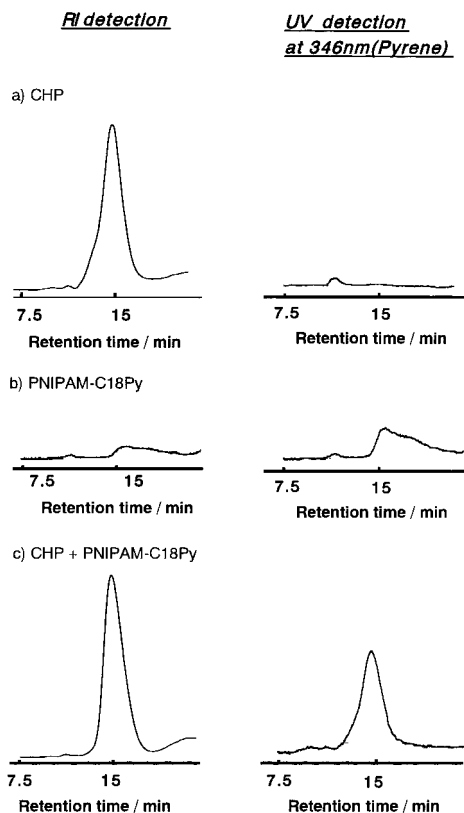 RI detection
UV detection
at 346nm(Pyrene)
a) CHP
7.5 15
Retention time / min
7.5 15
Retention time / min
b) PNIPAM-C18Py
7.5 15
Retention time / min
7.5 15
Retention time / min
c) CHP + PNIPAM-C18Py
7.5 15
Retention time / min
7.5 15
Retention time / min